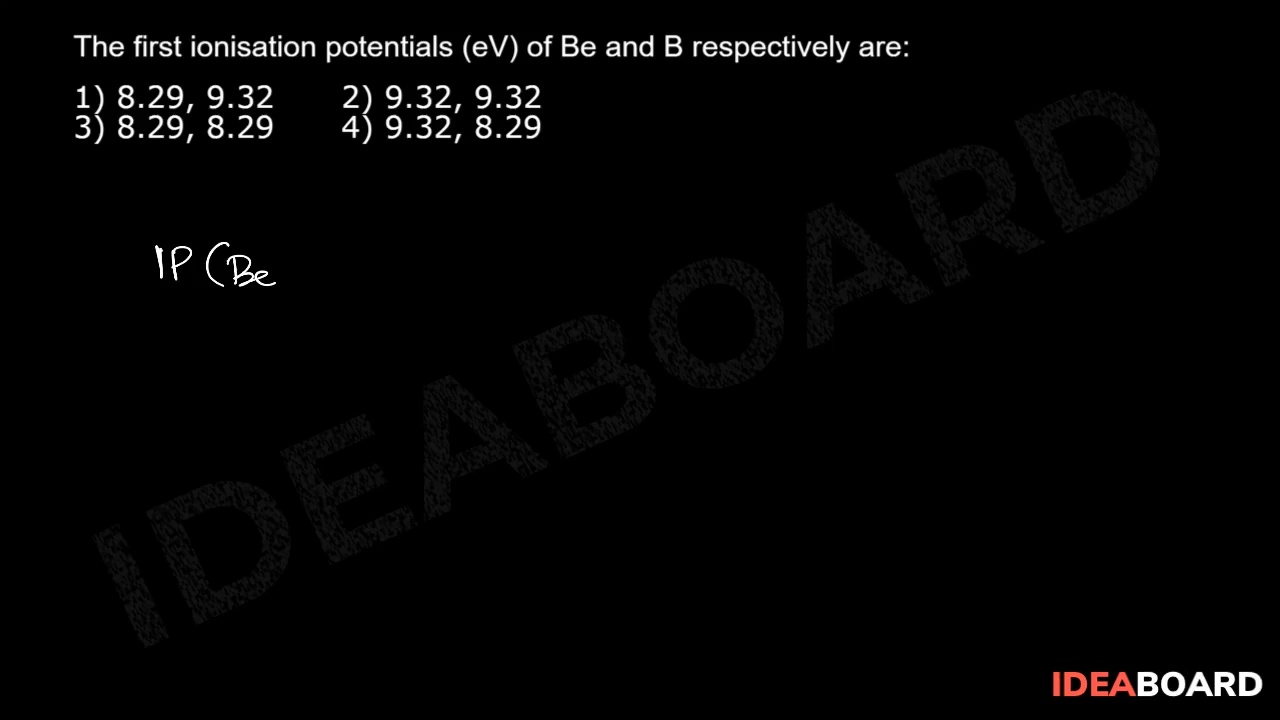 The first ionisation potentials (eV) of Be and B respectively are:
1) 8.29, 9.32 2) 9.32, 9.32
3) 8.29, 8.29 4) 9.32, 8.29
IP (Be
IDEABOARD
IDEABOARD